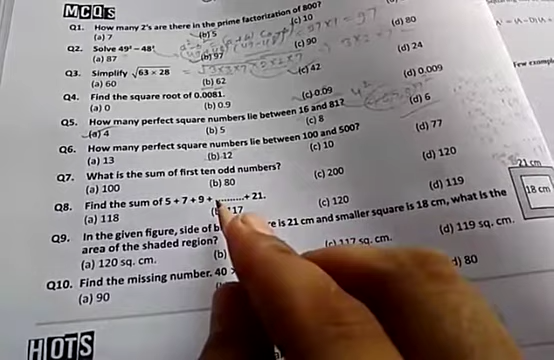 MCQs
Q1. How many 2's are there in the prime factorization of 800?
(a) 7 (b) 5 (c) 10 (d) 80
Q2. Solve 49² – 48²
(a) 87 (b) 97 (c) 90 (d) 24
Q3. Simplify √63 × 28
(a) 60 (b) 62 (c) 42 (d) 0.009
Q4. Find the square root of 0.0081.
(a) 0 (b) 0.9 (c) 0.09 (d) 6
Q5. How many perfect square numbers lie between 16 and 81?
(a) 4 (b) 5 (c) 8
Q6. How many perfect square numbers lie between 100 and 500?
(a) 13 (b) 12 (c) 10 (d) 77
Q7. What is the sum of first ten odd numbers?
(a) 100 (b) 80 (c) 200 (d) 120
Q8. Find the sum of 5 + 7 + 9 + .......... + 21.
(a) 118 117 (c) 120 (d) 119
Q9. In the given figure, side of re is 21 cm and smaller square is 18 cm, what is the
area of the shaded region?
(a) 120 sq. cm. (b) (c) 117 sq. cm. (d) 119 sq. cm.
Q10. Find the missing number. 40
(a) 90 80
HOTS
Few exampl
21 cm
18 cm